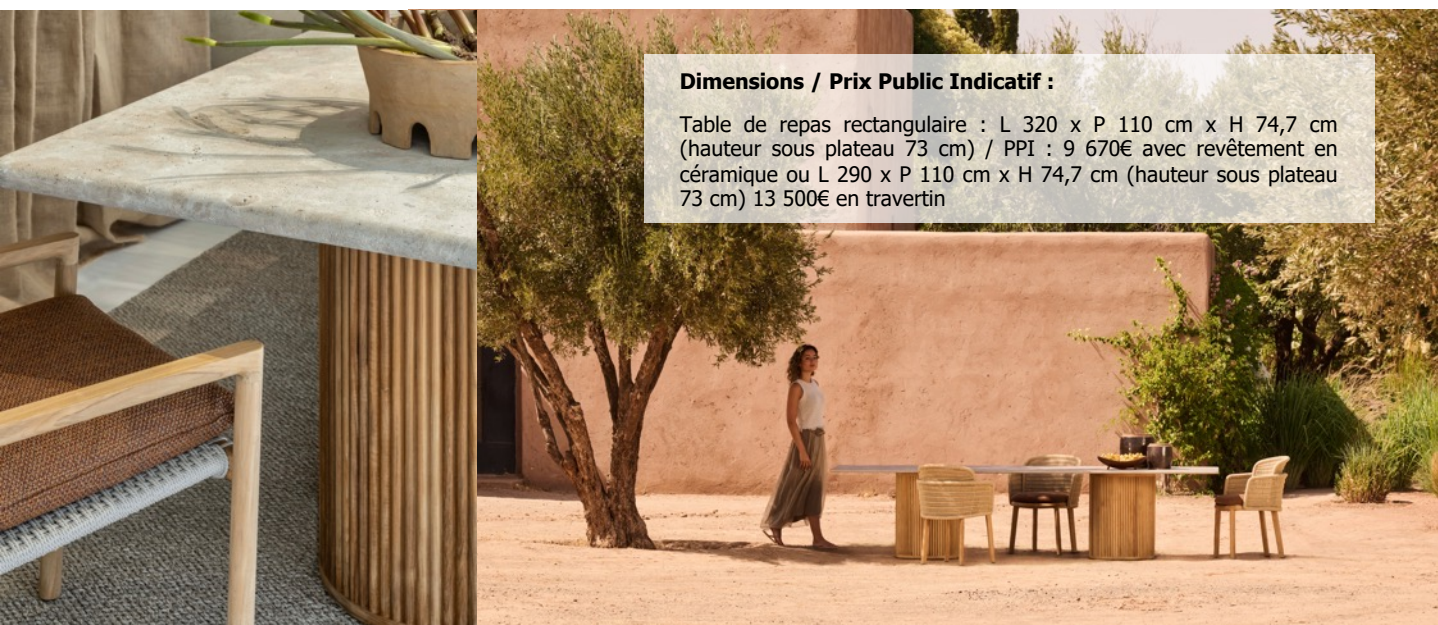 Dimensions / Prix Public Indicatif :
Table de repas rectangulaire : L 320 x P 110 cm x H 74,7 cm
(hauteur sous plateau 73 cm) / PPI : 9 670€ avec revêtement en
céramique ou L 290 x P 110 cm x H 74,7 cm (hauteur sous plateau
73 cm) 13 500€ en travertin